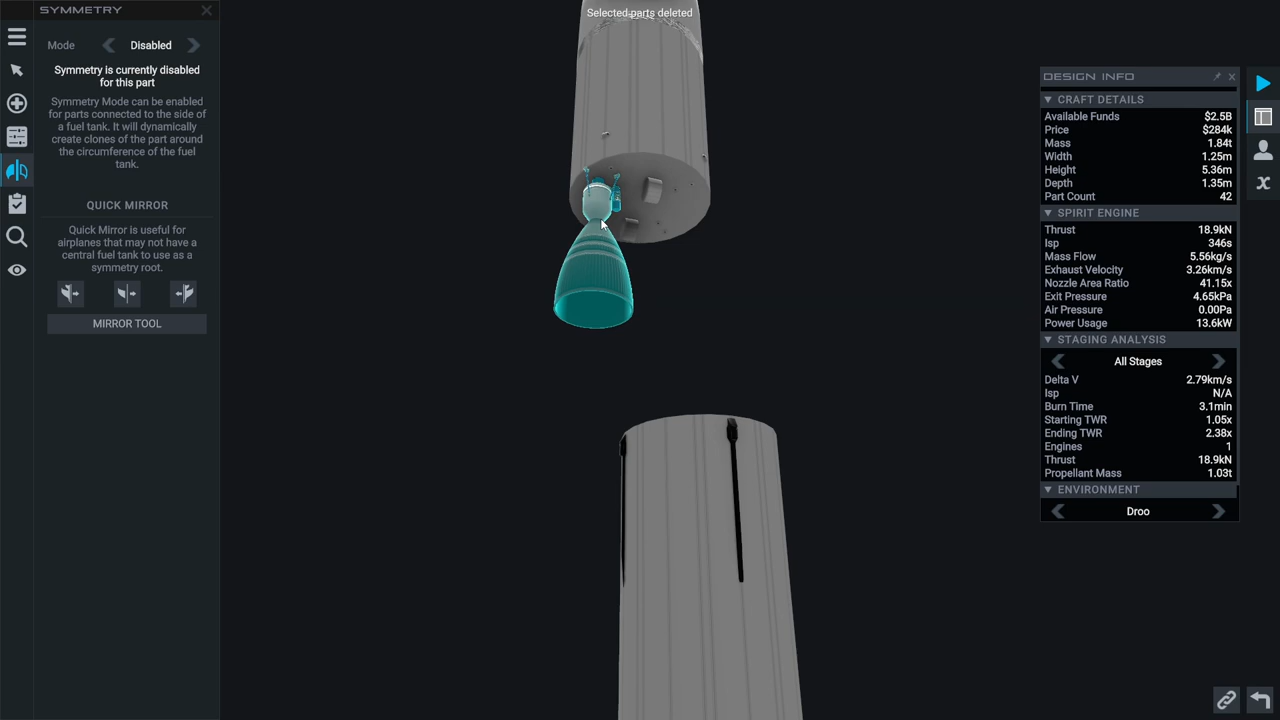 SYMMETRY
Selected parts deleted
Mode
Disabled
Symmetry is currently disabled
for this part
Symmetry Mode can be enabled
for parts connected to the side of
a fuel tank. It will dynamically
create clones of the part around
the circumference of the fuel
tank.
QUICK MIRROR
Quick Mirror is useful for
airplanes that may not have a
central fuel tank to use as a
symmetry root.
MIRROR TOOL
DESIGN INFO
CRAFT DETAILS
Available Funds $2.5B
Price $284k
Mass 1.84t
Width 1.25m
Height 5.36m
Depth 1.35m
Part Count 42
SPIRIT ENGINE
Thrust 18.9kN
Isp 346s
Mass Flow 5.56kg/s
Exhaust Velocity 3.26km/s
Nozzle Area Ratio 41.15x
Exit Pressure 4.65kPa
Air Pressure 0.00Pa
Power Usage 13.6kW
STAGING ANALYSIS
All Stages
Delta V 2.79km/s
Isp N/A
Burn Time 3.1min
Starting TWR 1.05x
Ending TWR 2.38x
Engines 1
Thrust 18.9kN
Propellant Mass 1.03t
ENVIRONMENT
Droo